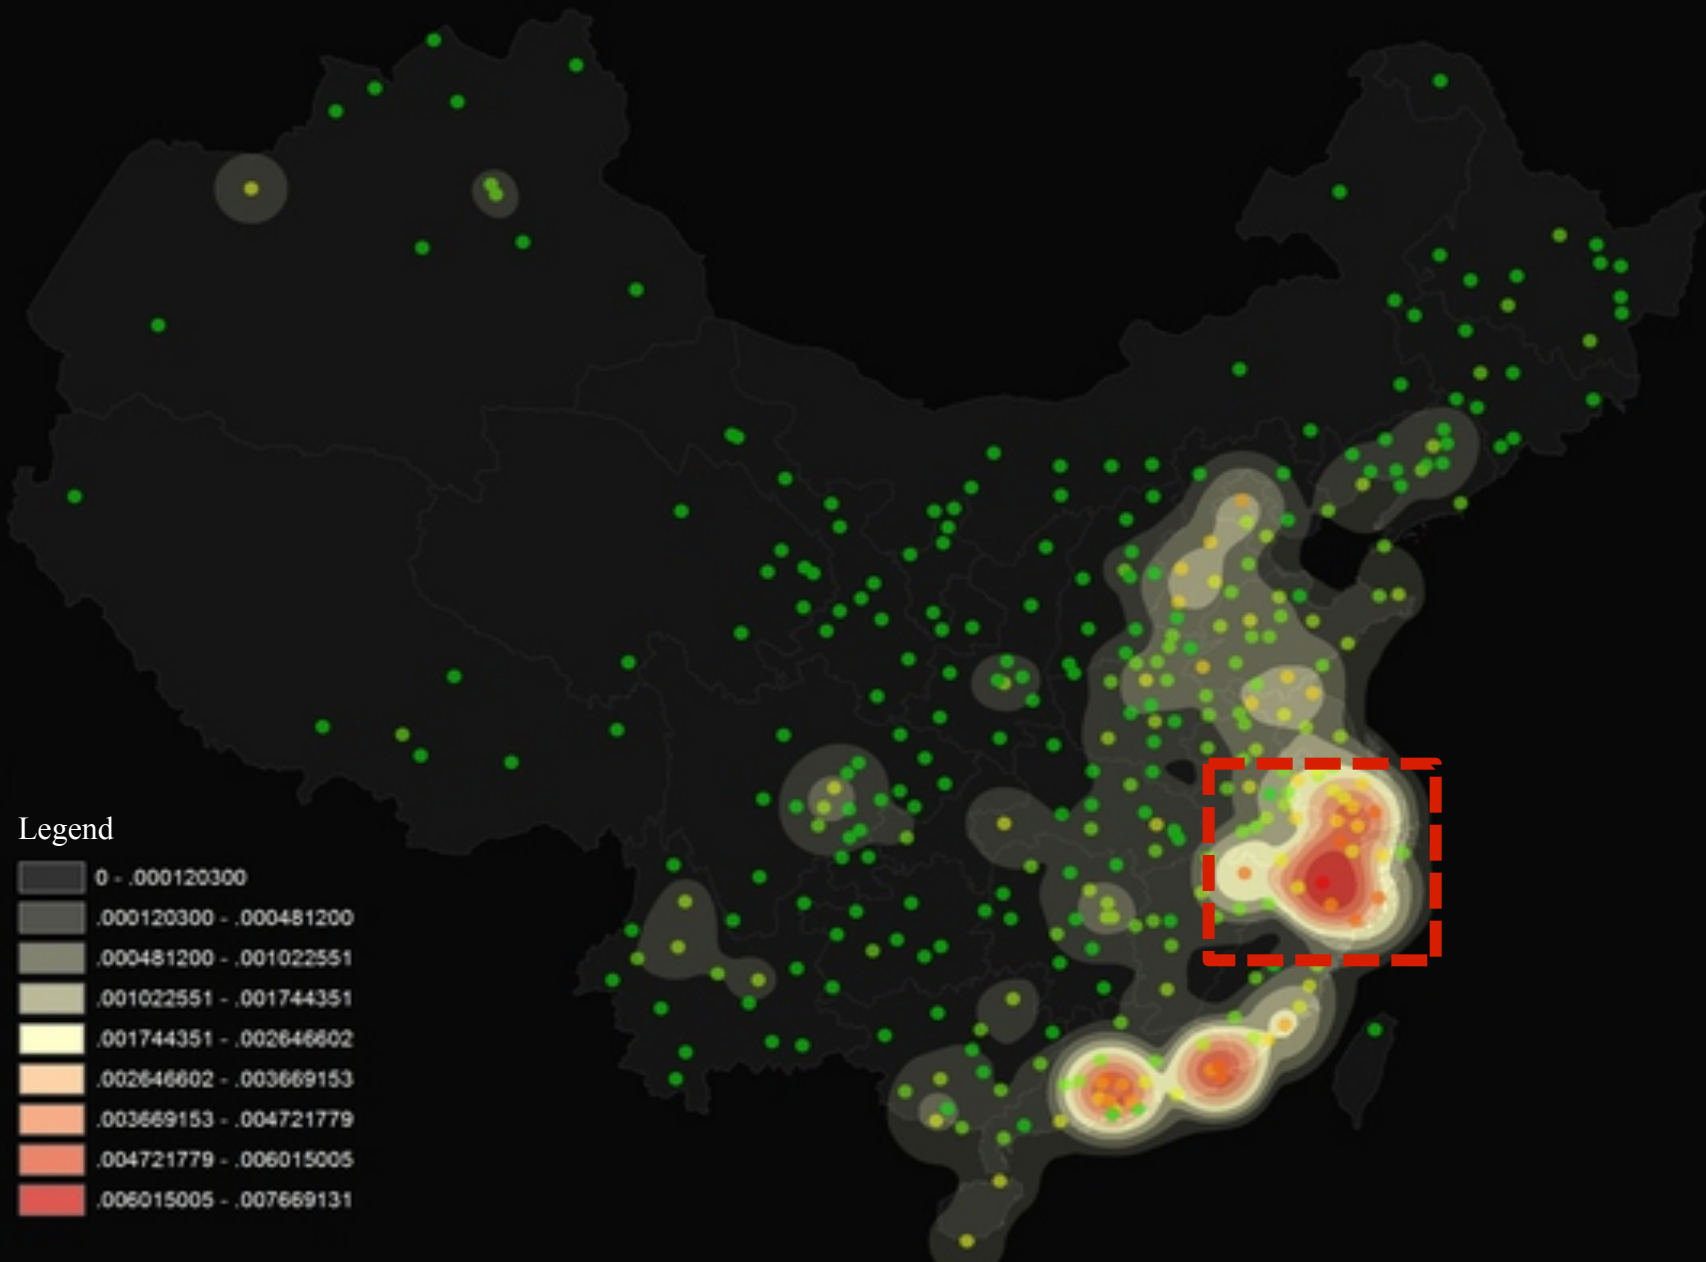 Legend
0 - .000120300
.000120300 - .000481200
.000481200 - .001022551
.001022551 - .001744351
.001744351 - .002646602
.002646602 - .003669153
.003669153 - .004721779
.004721779 - .006015005
.006015005 - .007669131